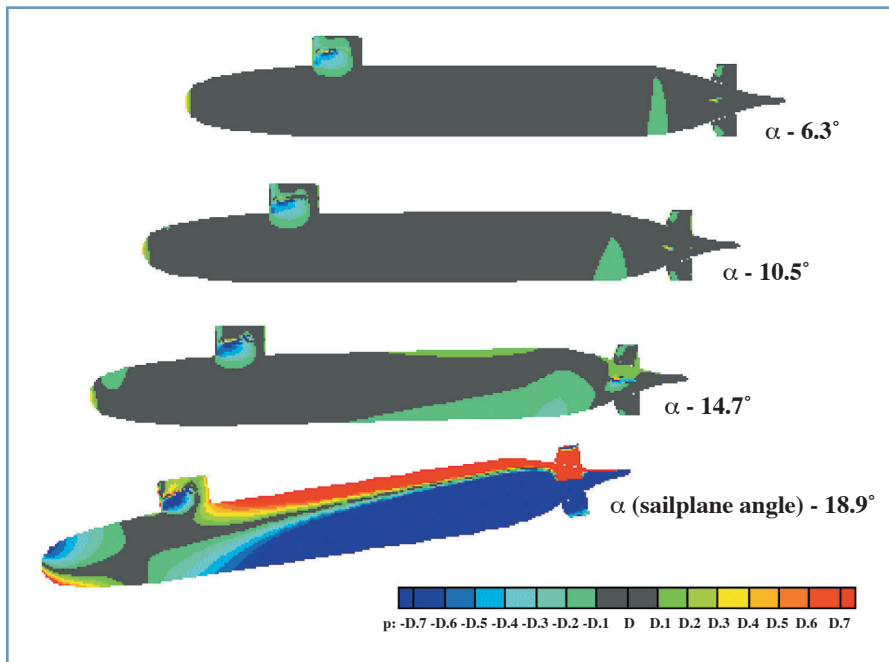 α - 6.3°
α - 10.5°
α - 14.7°
α (sailplane angle) - 18.9°
p: -D.7 -D.6 -D.5 -D.4 -D.3 -D.2 -D.1 D D.1 D.2 D.3 D.4 D.5 D.6 D.7